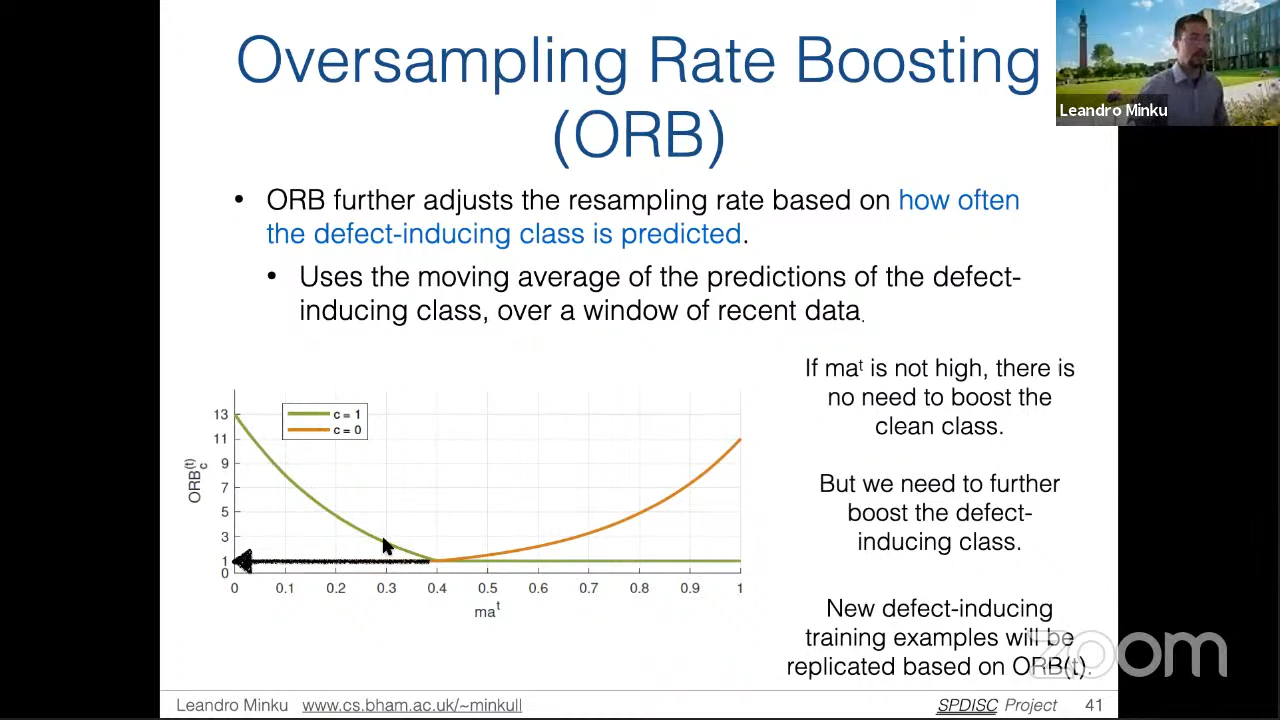 Oversampling Rate Boosting
(ORB)
Leandro Minku
• ORB further adjusts the resampling rate based on how often
the defect-inducing class is predicted.
• Uses the moving average of the predictions of the defect-
inducing class, over a window of recent data.
If maᵗ is not high, there is
no need to boost the
clean class.
But we need to further
boost the defect-
inducing class.
New defect-inducing
training examples will be
replicated based on ORB(t).
13
11
9
7
5
3
1
0
ORB_c^(t)
c = 1
c = 0
0 0.1 0.2 0.3 0.4 0.5 0.6 0.7 0.8 0.9 1
maᵗ
zoom
Leandro Minku www.cs.bham.ac.uk/~minkull
SPDISC Project 41